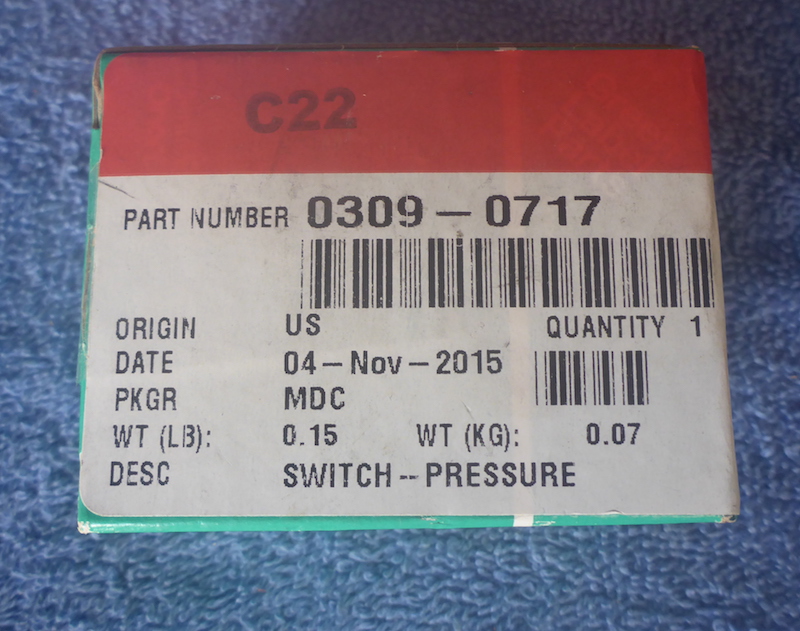 C22
PART NUMBER 0309-0717
ORIGIN US QUANTITY 1
DATE 04-Nov-2015
PKGR MDC
WT (LB): 0.15 WT (KG): 0.07
DESC SWITCH--PRESSURE